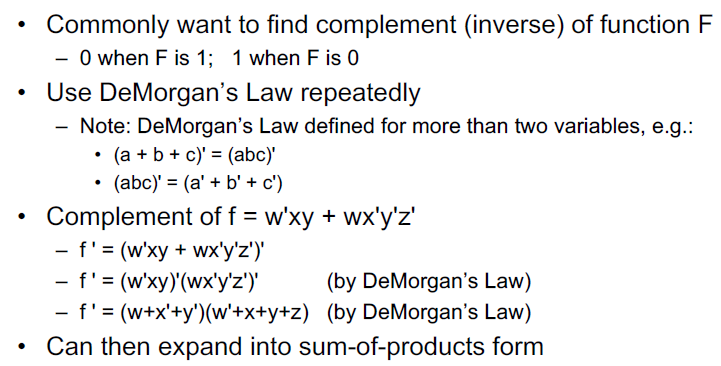 • Commonly want to find complement (inverse) of function F
– 0 when F is 1; 1 when F is 0
• Use DeMorgan's Law repeatedly
– Note: DeMorgan's Law defined for more than two variables, e.g.:
• (a + b + c)' = (abc)'
• (abc)' = (a' + b' + c')
• Complement of f = w'xy + wx'y'z'
– f ' = (w'xy + wx'y'z')'
– f ' = (w'xy)'(wx'y'z')' (by DeMorgan's Law)
– f ' = (w+x'+y')(w'+x+y+z) (by DeMorgan's Law)
• Can then expand into sum-of-products form